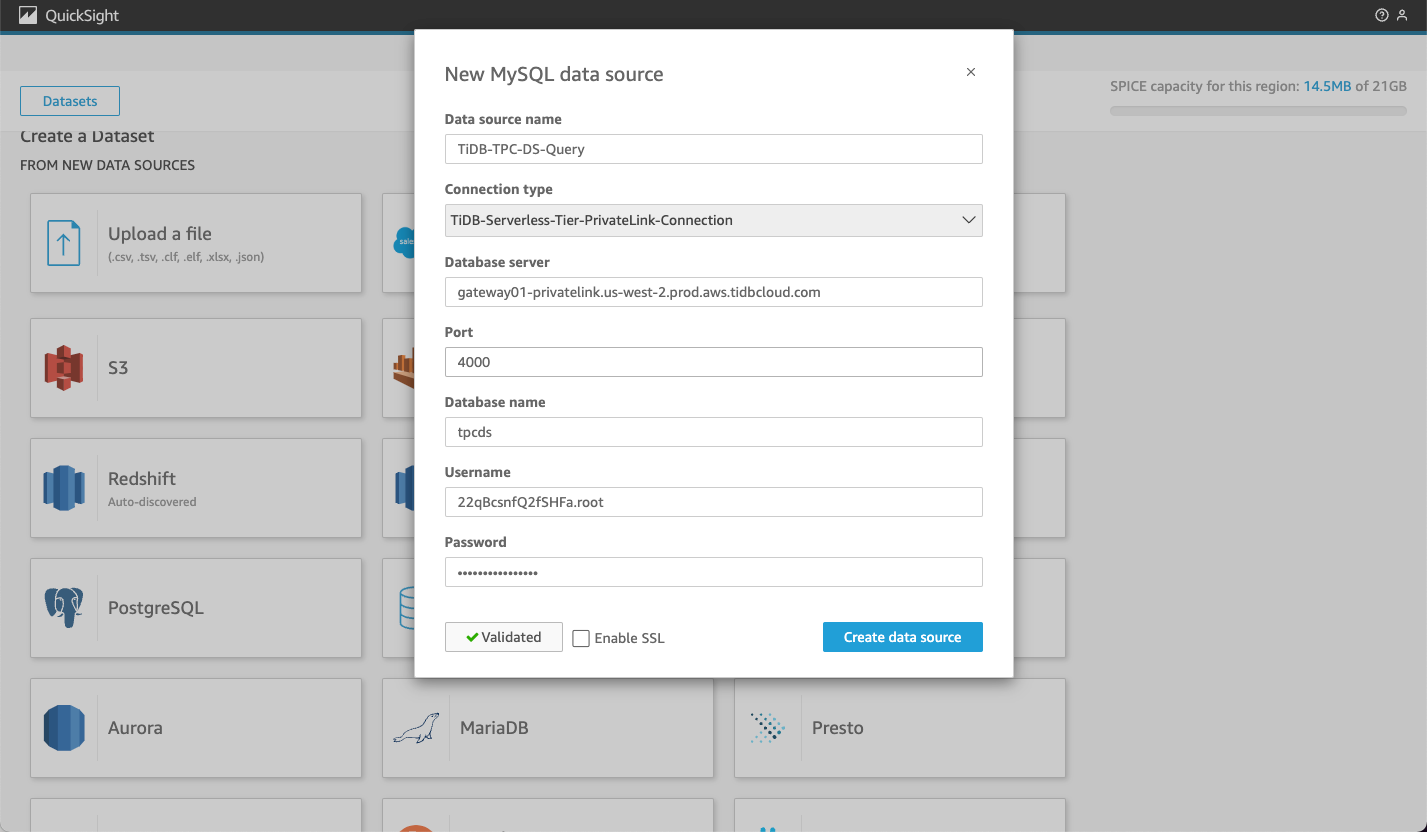 QuickSight
New MySQL data source
Datasets
SPICE capacity for this region: 14.5MB of 21GB
Create a Dataset
FROM NEW DATA SOURCES
Data source name
TiDB-TPC-DS-Query
Connection type
TiDB-Serverless-Tier-PrivateLink-Connection
Database server
gateway01-privatelink.us-west-2.prod.aws.tidbcloud.com
Port
4000
Database name
tpcds
Username
22qBcsnfQ2fSHFa.root
Password
••••••••••••••••
Validated
Enable SSL
Create data source
Upload a file
(.csv, .tsv, .clf, .elf, .xlsx, .json)
S3
Redshift
Auto-discovered
PostgreSQL
Aurora
MariaDB
Presto